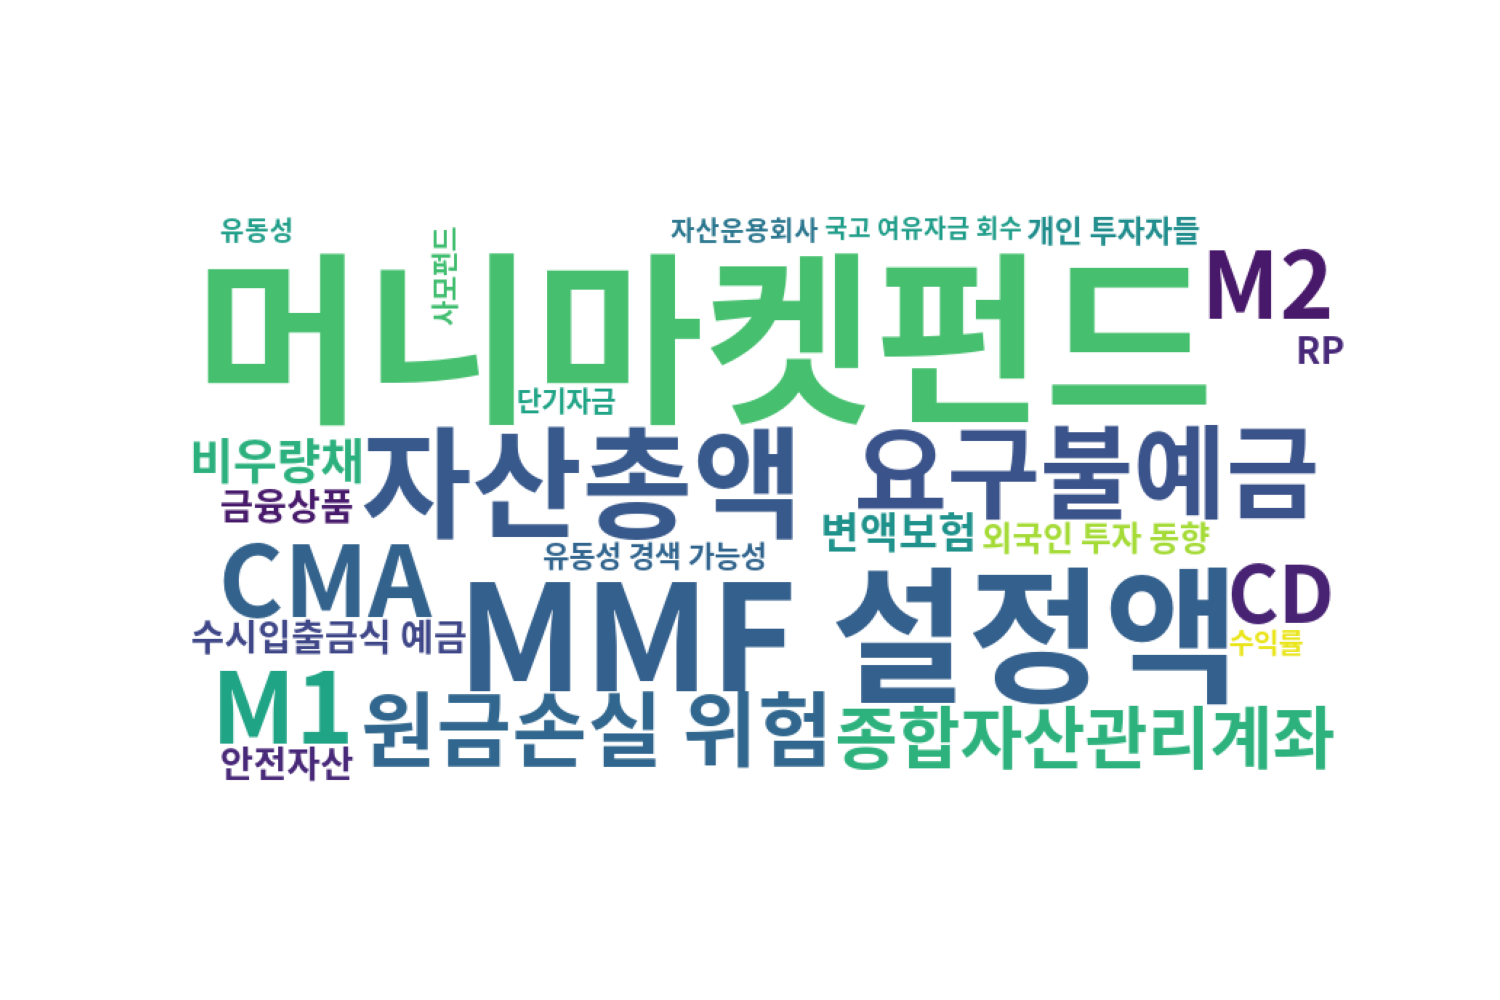 유동성
사모펀드
자산운용회사
국고 여유자금 회수
개인 투자자들
머니마켓펀드
M2
RP
단기자금
비우량채
자산총액
요구불예금
금융상품
변액보험
외국인 투자 동향
CMA
유동성 경색 가능성
MMF
설정액
CD
수시입출금식 예금
수익률
M1
원금손실 위험
종합자산관리계좌
안전자산